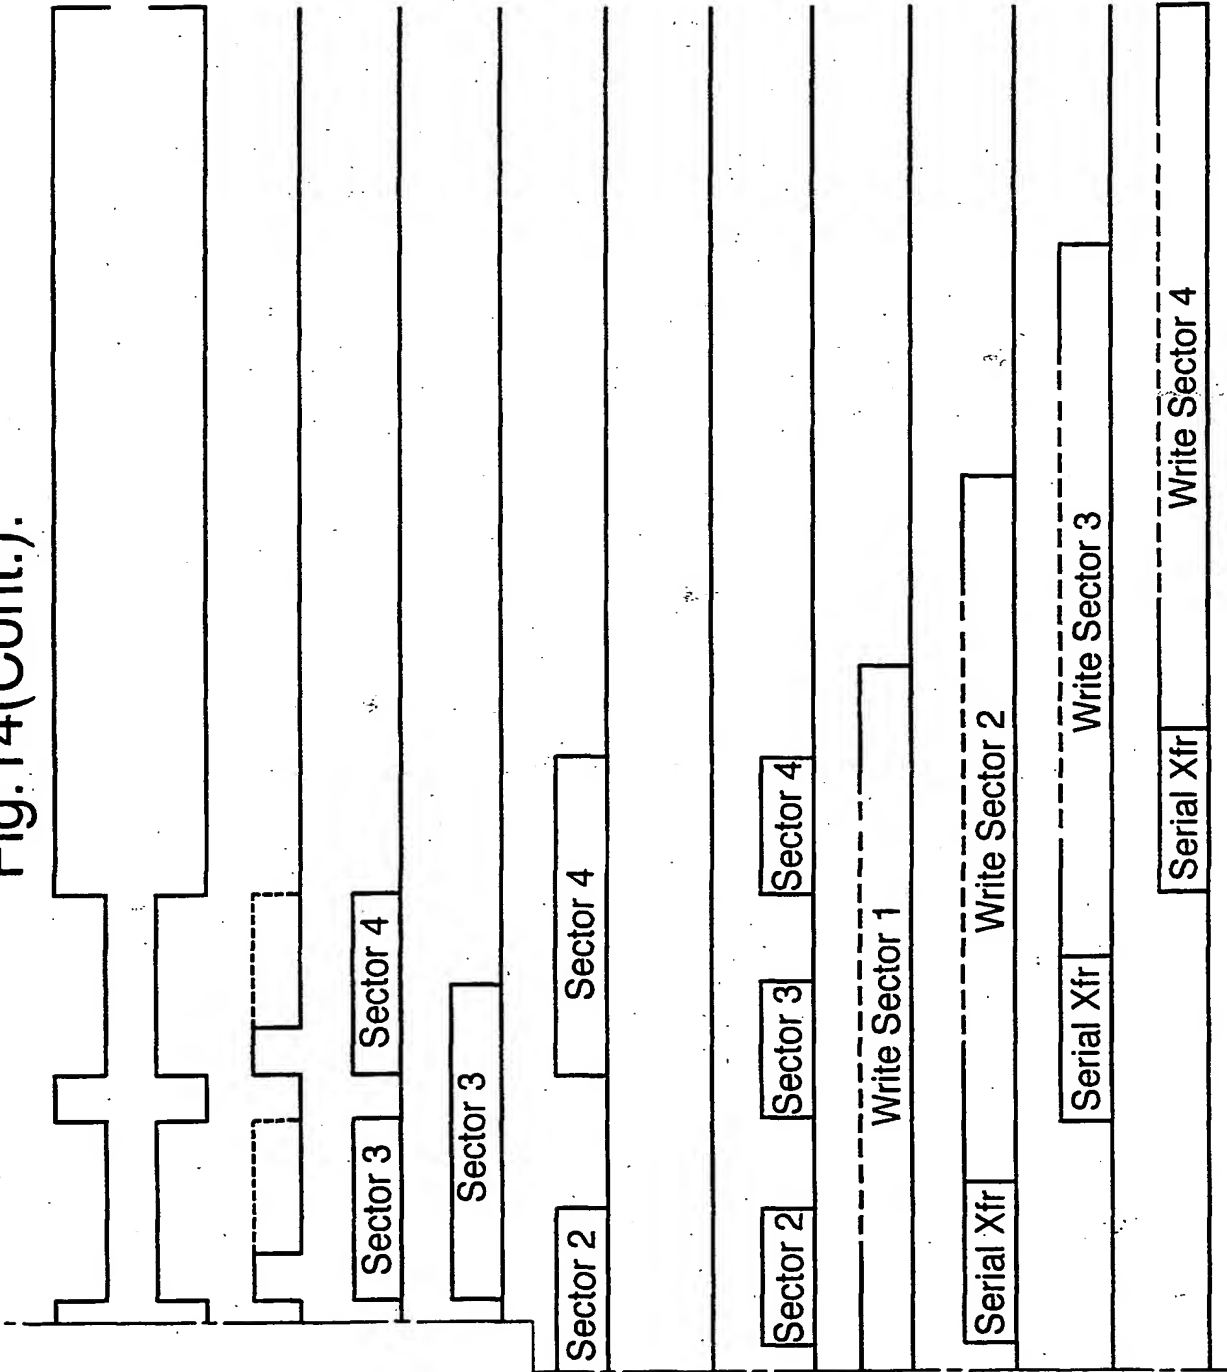 Fig.14(Cont.).
Sector 3 Sector 4
Sector 3
Sector 2 Sector 4
Sector 2 Sector 3 Sector 4
Write Sector 1
Serial Xfr Write Sector 2
Serial Xfr Write Sector 3
Serial Xfr Write Sector 4